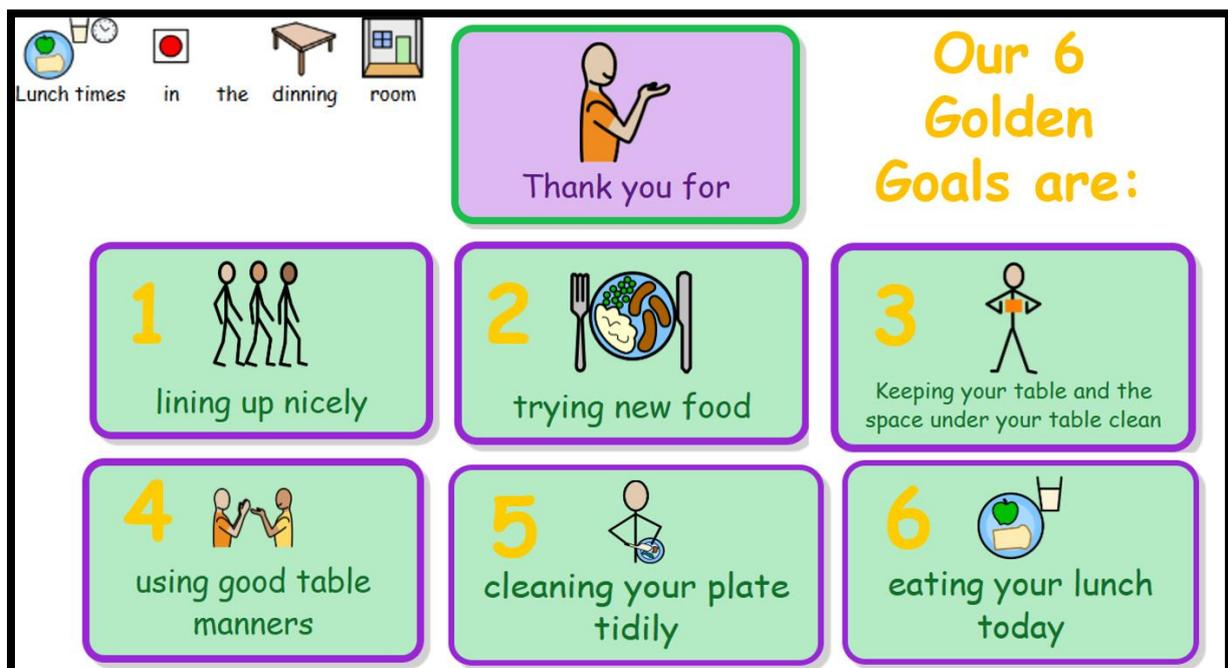 Lunch times in the dinning room
Thank you for
Our 6
Golden
Goals are:
1
lining up nicely
2
trying new food
3
Keeping your table and the
space under your table clean
4
using good table
manners
5
cleaning your plate
tidily
6
eating your lunch
today